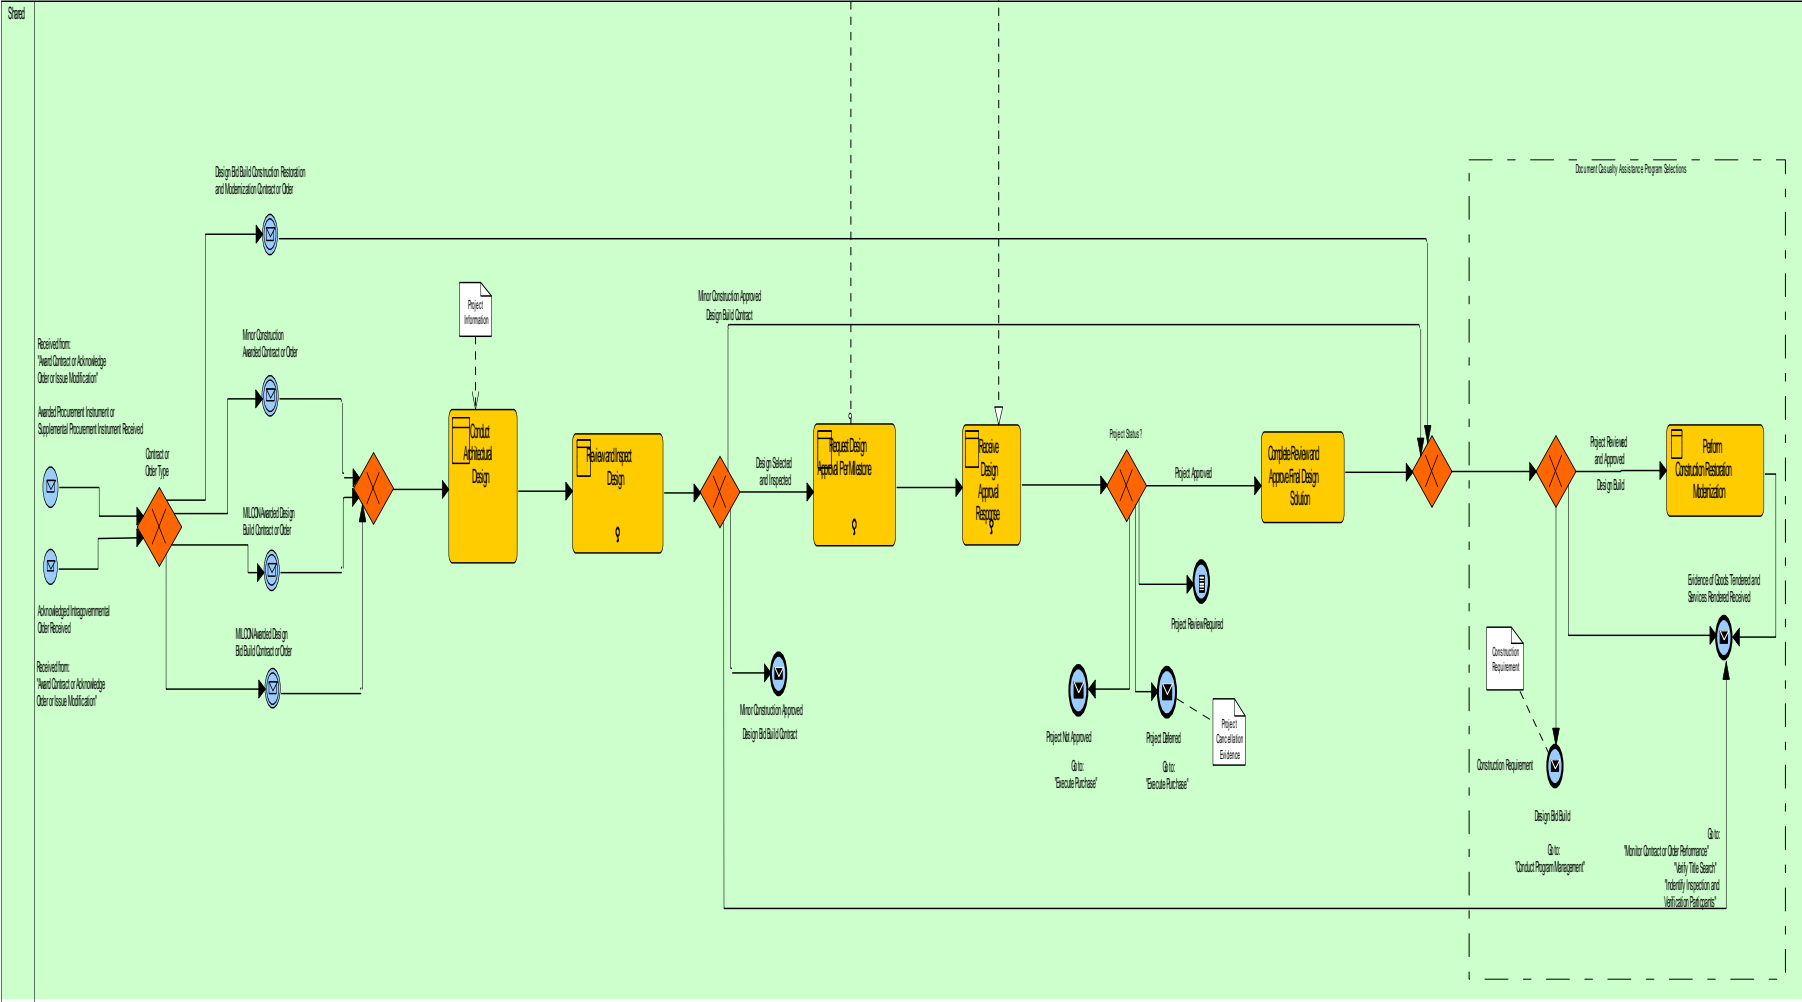 Shared
Design Bid Build Construction Restoration
and Modernization Contract or Order
Document Casualty Assistance Program Selections
Project
Information
Minor Construction Approved
Design Build Contract
Minor Construction
Awarded Contract or Order
Received from:
"Award Contract or Acknowledge
Order or Issue Modification"
Awarded Procurement Instrument or
Supplemental Procurement Instrument Received
Contract or
Order Type
Conduct
Architectural
Design
Review and Inspect
Design
Design Selected
and Inspected
Request Design
Approval Per Milestone
Receive
Design
Approval
Response
Project Status?
Project Approved
Complete Review and
Approve Final Design
Solution
Project Reviewed
and Approved
Design Build
Perform
Construction Restoration
Modernization
MILCON Awarded Design
Build Contract or Order
Acknowledged Intragovernmental
Order Received
MILCON Awarded Design
Bid Build Contract or Order
Received from:
"Award Contract or Acknowledge
Order or Issue Modification"
Project Review Required
Evidence of Goods Tendered and
Services Rendered Received
Construction
Requirement
Minor Construction Approved
Design Bid Build Contract
Project Not Approved
Go to:
"Execute Purchase"
Project Deferred
Go to:
"Execute Purchase"
Project
Cancellation
Evidence
Construction Requirement
Design Bid Build
Go to:
"Conduct Program Management"
Go to:
"Monitor Contract or Order Performance"
"Verify Title Search"
"Indentify Inspection and
Verification Participants"